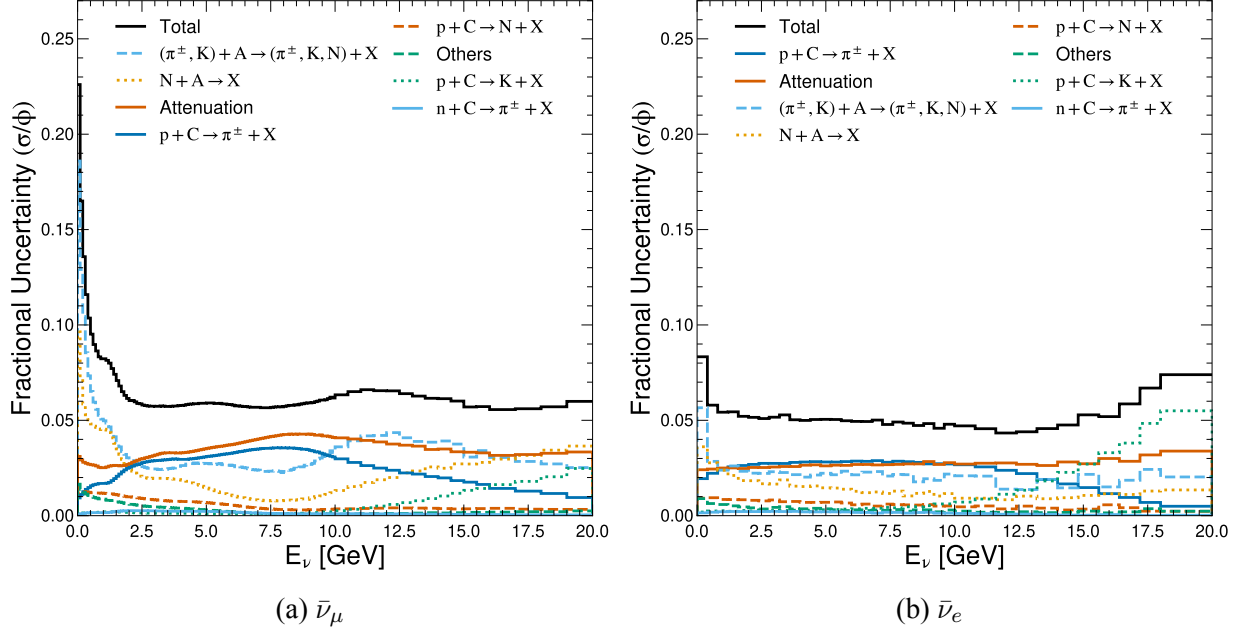 Fractional Uncertainty (σ/ϕ)
0.25
0.20
0.15
0.10
0.05
0.00
Total
(π±, K) + A → (π±, K, N) + X
N + A → X
Attenuation
p + C → π± + X
p + C → N + X
Others
p + C → K + X
n + C → π± + X
0.0 2.5 5.0 7.5 10.0 12.5 15.0 17.5 20.0
Eν [GeV]
(a) ν̄μ
Fractional Uncertainty (σ/ϕ)
0.25
0.20
0.15
0.10
0.05
0.00
Total
p + C → π± + X
Attenuation
(π±, K) + A → (π±, K, N) + X
N + A → X
p + C → N + X
Others
p + C → K + X
n + C → π± + X
0.0 2.5 5.0 7.5 10.0 12.5 15.0 17.5 20.0
Eν [GeV]
(b) ν̄e